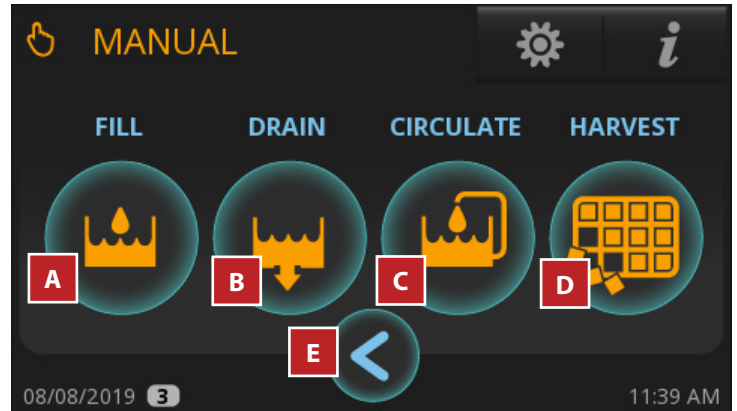 MANUAL i
FILL DRAIN CIRCULATE HARVEST
A B C D
E
08/08/2019 3 11:39 AM